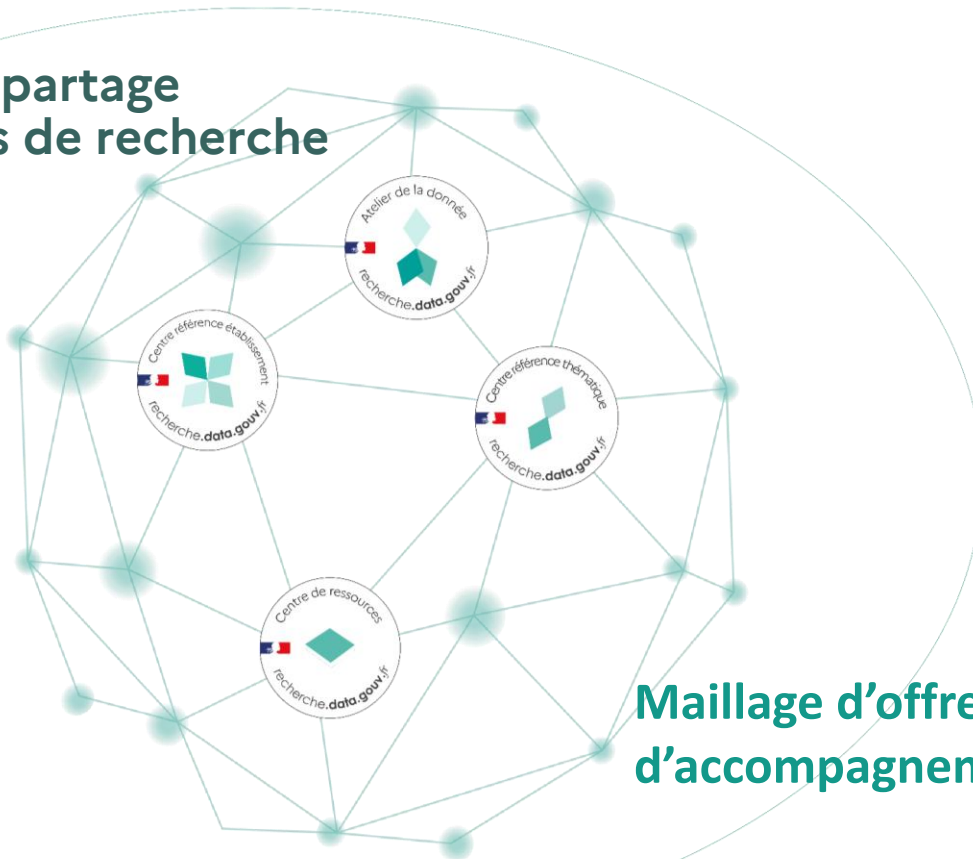 partage
s de recherche
Atelier de la donnée
recherche.data.gouv.fr
Centre référence établissement
recherche.data.gouv.fr
Centre référence thématique
recherche.data.gouv.fr
Centre de ressources
recherche.data.gouv.fr
Maillage d'offre
d'accompagnem